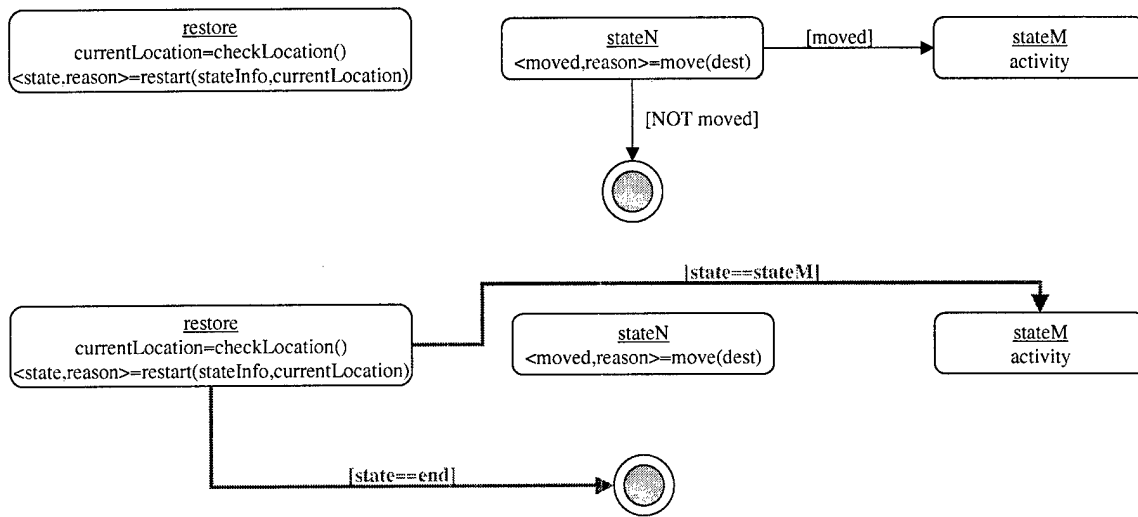 restore
currentLocation=checkLocation()
<state,reason>=restart(stateInfo,currentLocation)
stateN
<moved,reason>=move(dest)
[moved]
stateM
activity
[NOT moved]
[state==stateM]
restore
currentLocation=checkLocation()
<state,reason>=restart(stateInfo,currentLocation)
stateN
<moved,reason>=move(dest)
stateM
activity
[state==end]